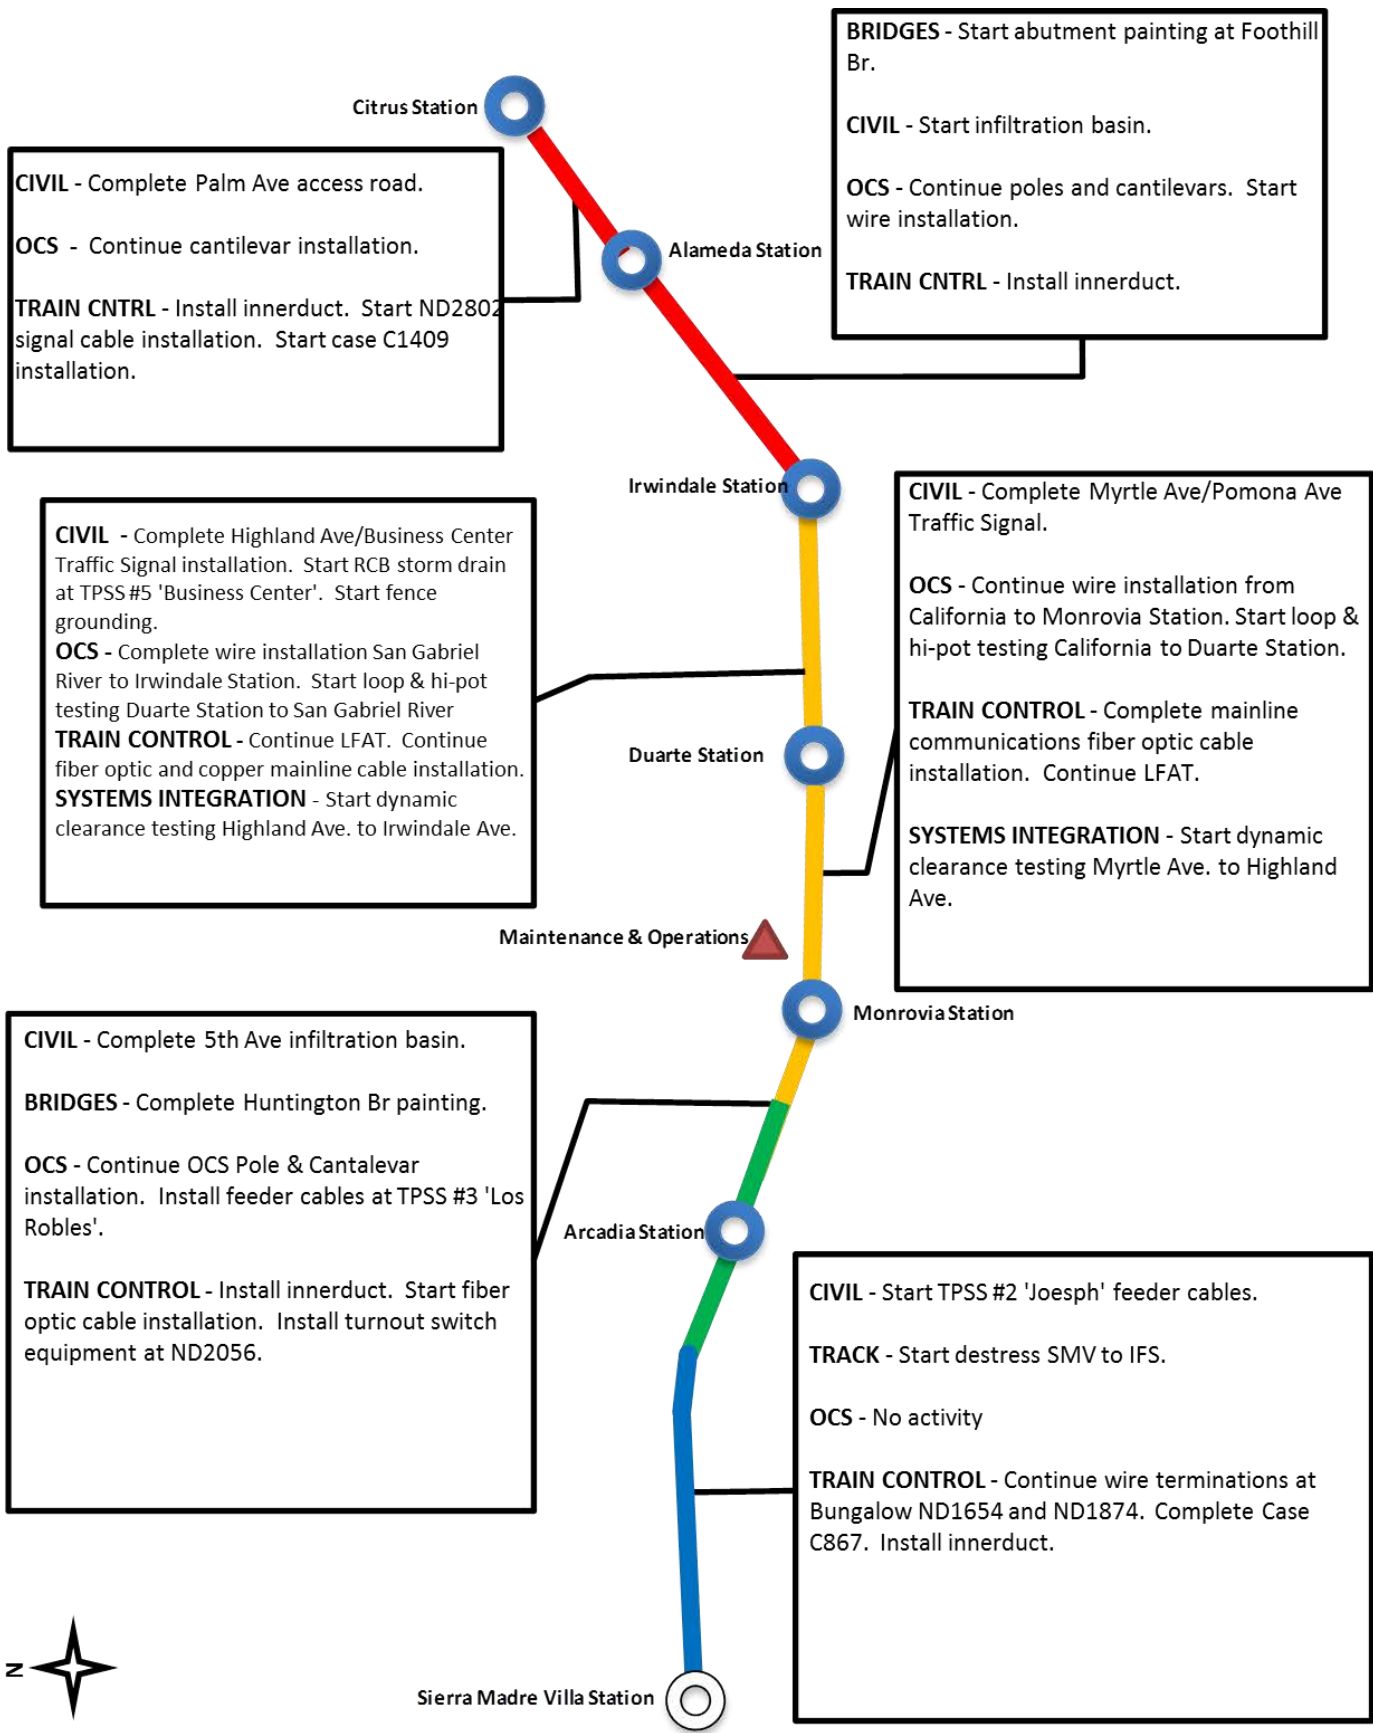 BRIDGES - Start abutment painting at Foothill
Br.
CIVIL - Start infiltration basin.
OCS - Continue poles and cantilevars. Start
wire installation.
TRAIN CNTRL - Install innerduct.
Citrus Station
CIVIL - Complete Palm Ave access road.
OCS - Continue cantilevar installation.
TRAIN CNTRL - Install innerduct. Start ND2802
signal cable installation. Start case C1409
installation.
Alameda Station
Irwindale Station
CIVIL - Complete Myrtle Ave/Pomona Ave
Traffic Signal.
OCS - Continue wire installation from
California to Monrovia Station. Start loop &
hi-pot testing California to Duarte Station.
TRAIN CONTROL - Complete mainline
communications fiber optic cable
installation. Continue LFAT.
SYSTEMS INTEGRATION - Start dynamic
clearance testing Myrtle Ave. to Highland
Ave.
CIVIL - Complete Highland Ave/Business Center
Traffic Signal installation. Start RCB storm drain
at TPSS #5 'Business Center'. Start fence
grounding.
OCS - Complete wire installation San Gabriel
River to Irwindale Station. Start loop & hi-pot
testing Duarte Station to San Gabriel River
TRAIN CONTROL - Continue LFAT. Continue
fiber optic and copper mainline cable installation.
SYSTEMS INTEGRATION - Start dynamic
clearance testing Highland Ave. to Irwindale Ave.
Duarte Station
Maintenance & Operations
Monrovia Station
CIVIL - Complete 5th Ave infiltration basin.
BRIDGES - Complete Huntington Br painting.
OCS - Continue OCS Pole & Cantalevar
installation. Install feeder cables at TPSS #3 'Los
Robles'.
TRAIN CONTROL - Install innerduct. Start fiber
optic cable installation. Install turnout switch
equipment at ND2056.
Arcadia Station
CIVIL - Start TPSS #2 'Joesph' feeder cables.
TRACK - Start destress SMV to IFS.
OCS - No activity
TRAIN CONTROL - Continue wire terminations at
Bungalow ND1654 and ND1874. Complete Case
C867. Install innerduct.
N
Sierra Madre Villa Station